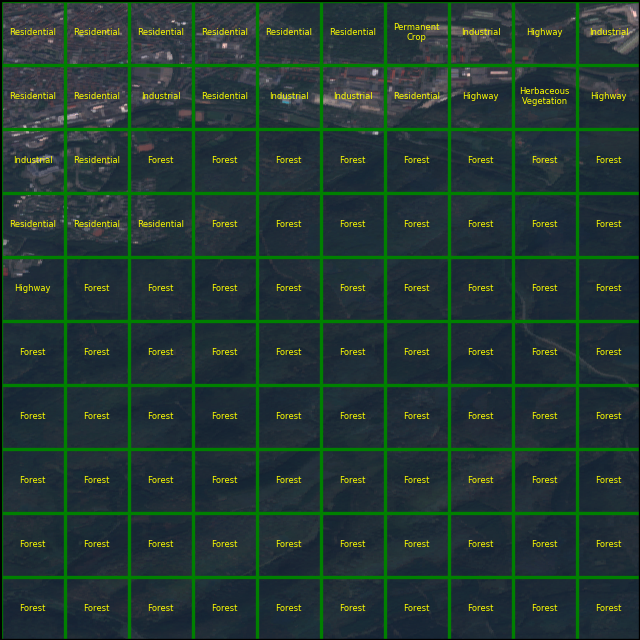 Residential Residential Residential Residential Residential Residential Permanent Crop Industrial Highway Industrial
Residential Residential Industrial Residential Industrial Industrial Residential Highway Herbaceous Vegetation Highway
Industrial Residential Forest Forest Forest Forest Forest Forest Forest Forest
Residential Residential Residential Forest Forest Forest Forest Forest Forest Forest
Highway Forest Forest Forest Forest Forest Forest Forest Forest Forest
Forest Forest Forest Forest Forest Forest Forest Forest Forest Forest
Forest Forest Forest Forest Forest Forest Forest Forest Forest Forest
Forest Forest Forest Forest Forest Forest Forest Forest Forest Forest
Forest Forest Forest Forest Forest Forest Forest Forest Forest Forest
Forest Forest Forest Forest Forest Forest Forest Forest Forest Forest